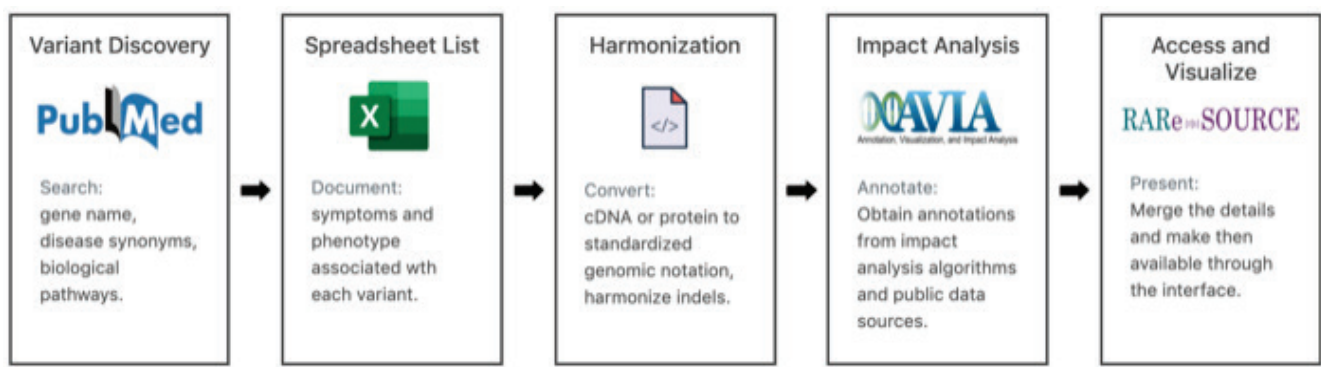 Variant Discovery
PubMed
Search:
gene name,
disease synonyms,
biological
pathways.
Spreadsheet List
X
Document:
symptoms and
phenotype
associated wth
each variant.
Harmonization
</>
Convert:
cDNA or protein to
standardized
genomic notation,
harmonize indels.
Impact Analysis
AVIA
Annotation, Visualization, and Impact Analysis
Annotate:
Obtain annotations
from impact
analysis algorithms
and public data
sources.
Access and
Visualize
RARe SOURCE
Present:
Merge the details
and make then
available through
the interface.